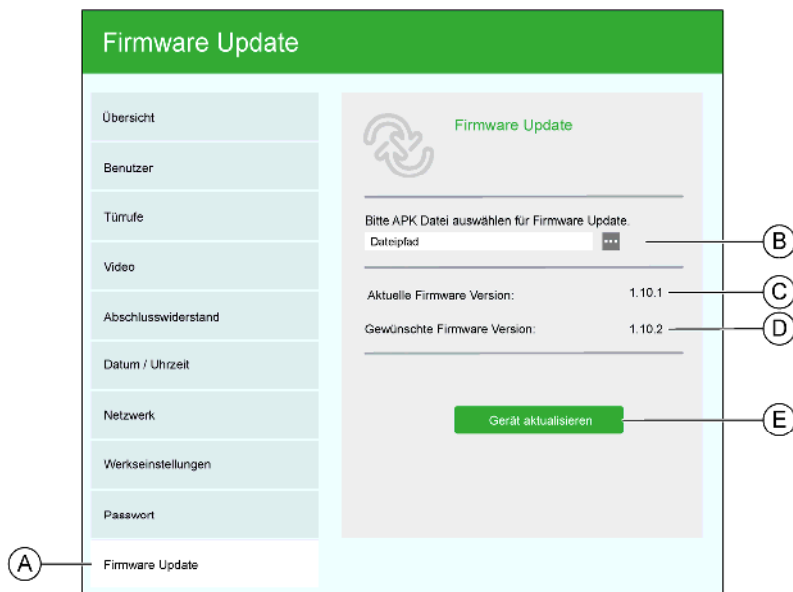 Firmware Update
Übersicht
Benutzer
Türrufe
Video
Abschlusswiderstand
Datum / Uhrzeit
Netzwerk
Werkseinstellungen
Passwort
A
Firmware Update
Firmware Update
Bitte APK Datei auswählen für Firmware Update.
Dateipfad
B
Aktuelle Firmware Version: 1.10.1
C
Gewünschte Firmware Version: 1.10.2
D
Gerät aktualisieren
E